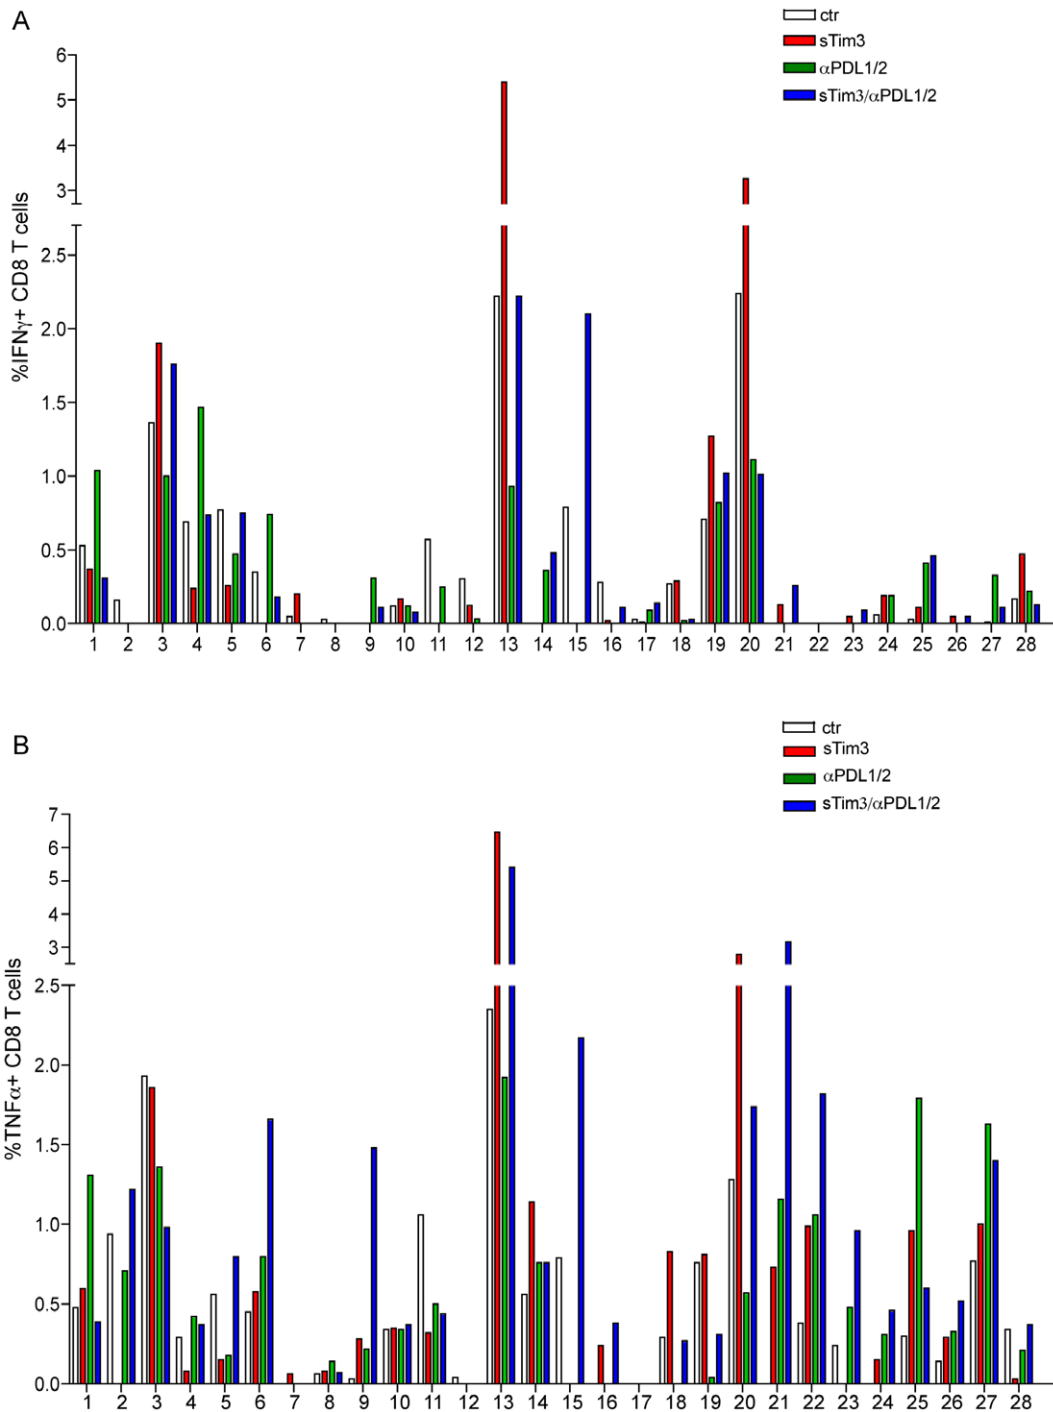 A
ctr
sTim3
αPDL1/2
sTim3/αPDL1/2
%IFNγ+ CD8 T cells
6
5
4
3
2.5
2.0
1.5
1.0
0.5
0.0
1 2 3 4 5 6 7 8 9 10 11 12 13 14 15 16 17 18 19 20 21 22 23 24 25 26 27 28
B
ctr
sTim3
αPDL1/2
sTim3/αPDL1/2
%TNFα+ CD8 T cells
7
6
5
4
3
2.5
2.0
1.5
1.0
0.5
0.0
1 2 3 4 5 6 7 8 9 10 11 12 13 14 15 16 17 18 19 20 21 22 23 24 25 26 27 28